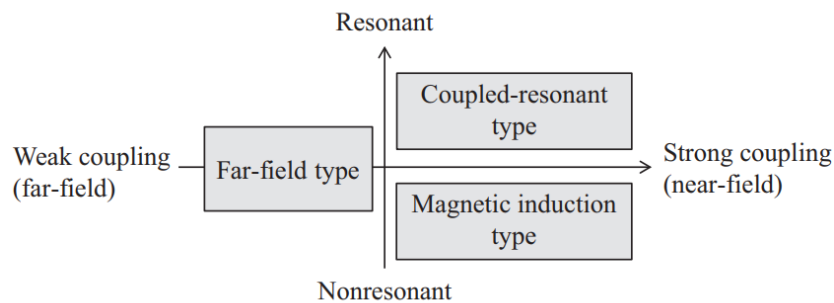 Resonant
Coupled-resonant
type
Weak coupling
(far-field)
Far-field type
Strong coupling
(near-field)
Magnetic induction
type
Nonresonant